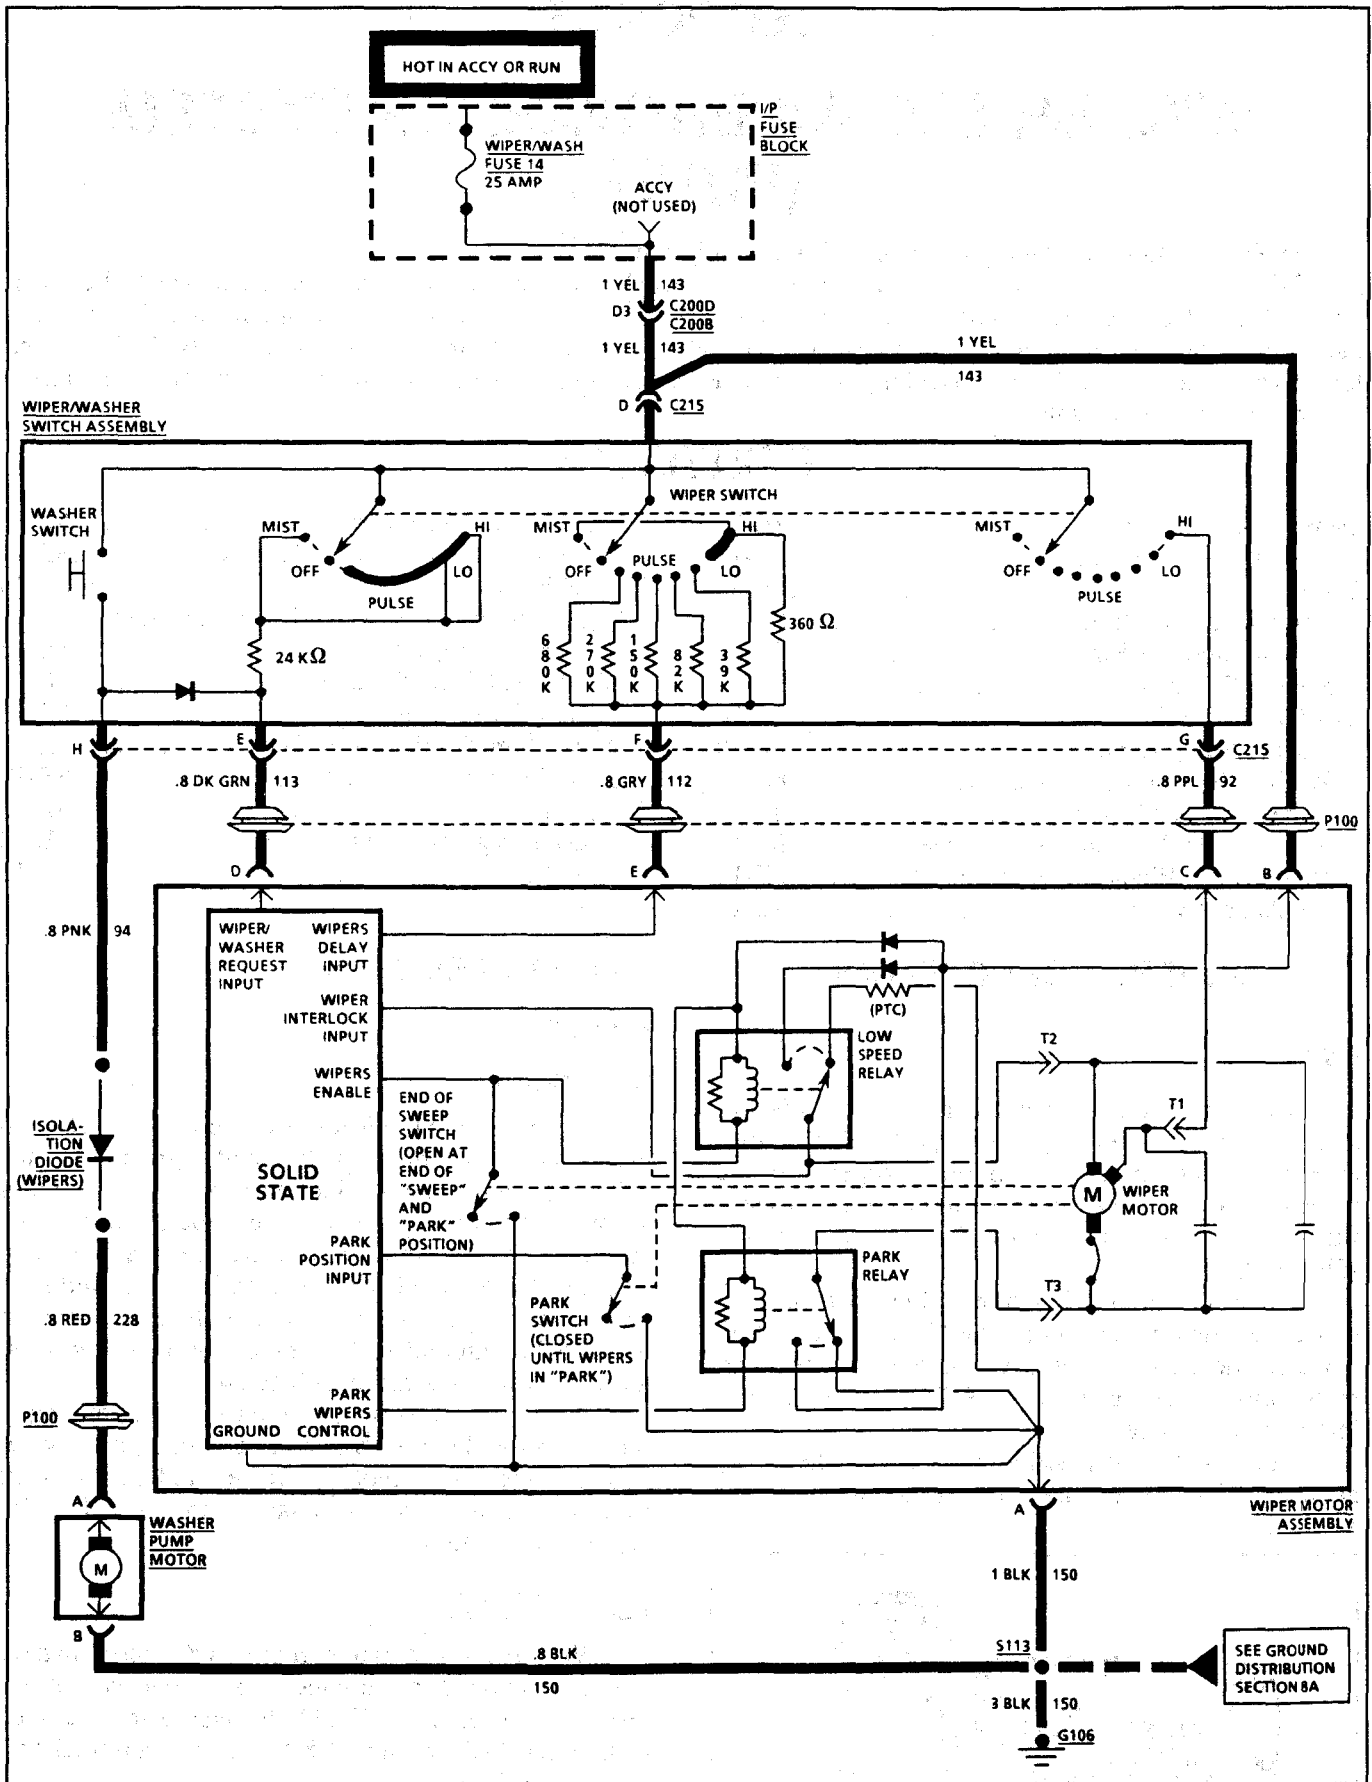 HOT IN ACCY OR RUN
I/P
FUSE
BLOCK
WIPER/WASH
FUSE 14
25 AMP
ACCY
(NOT USED)
1 YEL 143
D3 C200D
C200B
1 YEL 143
1 YEL
143
D C215
WIPER/WASHER
SWITCH ASSEMBLY
WASHER
SWITCH
WIPER SWITCH
MIST
OFF
PULSE
LO
HI
MIST
OFF
PULSE
LO
HI
MIST
OFF
PULSE
LO
HI
24 KΩ
680K
270K
150K
82K
39K
360 Ω
H
E
F
G
C215
.8 DK GRN 113
.8 GRY 112
.8 PPL 92
P100
D
E
C
B
.8 PNK 94
WIPER/
WASHER
REQUEST
INPUT
WIPERS
DELAY
INPUT
WIPER
INTERLOCK
INPUT
WIPERS
ENABLE
SOLID
STATE
PARK
POSITION
INPUT
PARK
WIPERS
CONTROL
GROUND
END OF
SWEEP
SWITCH
(OPEN AT
END OF
"SWEEP"
AND
"PARK"
POSITION)
PARK
SWITCH
(CLOSED
UNTIL WIPERS
IN "PARK")
(PTC)
LOW
SPEED
RELAY
PARK
RELAY
T2
T1
M
WIPER
MOTOR
T3
ISOLA-
TION
DIODE
(WIPERS)
.8 RED 228
P100
A
WASHER
PUMP
MOTOR
M
B
A
WIPER MOTOR
ASSEMBLY
1 BLK 150
.8 BLK
150
S113
SEE GROUND
DISTRIBUTION
SECTION 8A
3 BLK 150
G106